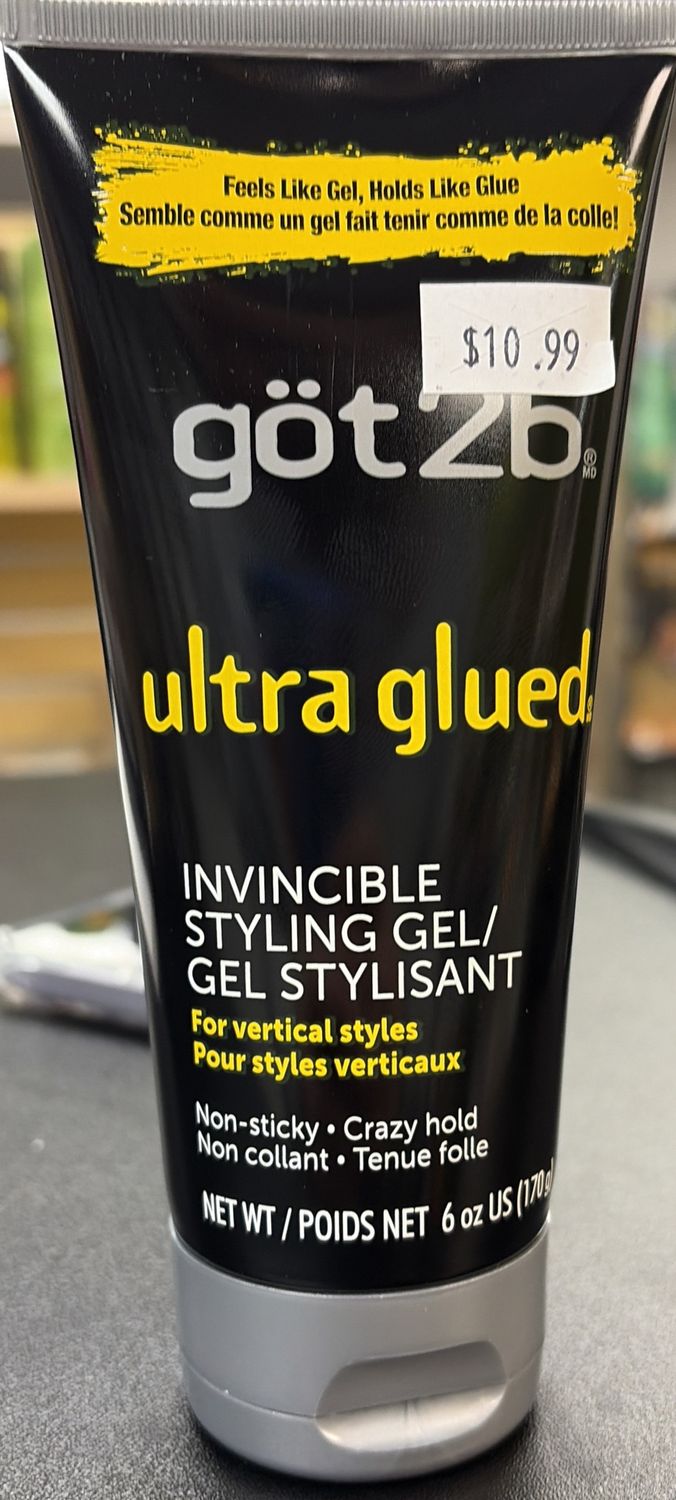 Feels Like Gel, Holds Like Glue
Semble comme un gel fait tenir comme de la colle!
$10.99
göt2b®
MD
ultra glued®
INVINCIBLE
STYLING GEL/
GEL STYLISANT
For vertical styles
Pour styles verticaux
Non-sticky • Crazy hold
Non collant • Tenue folle
NET WT / POIDS NET 6 oz US (170 g)